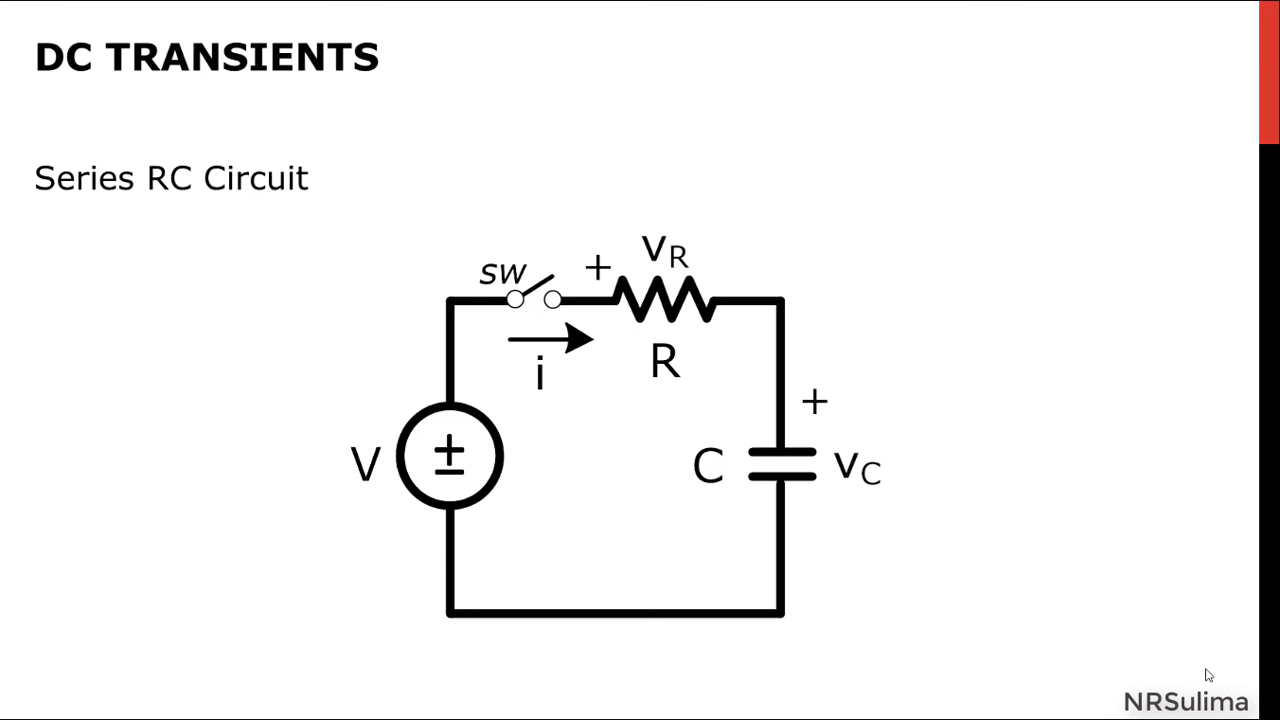 DC TRANSIENTS
Series RC Circuit
sw
+
vR
i
R
+
V
±
C
vC
NRSulima